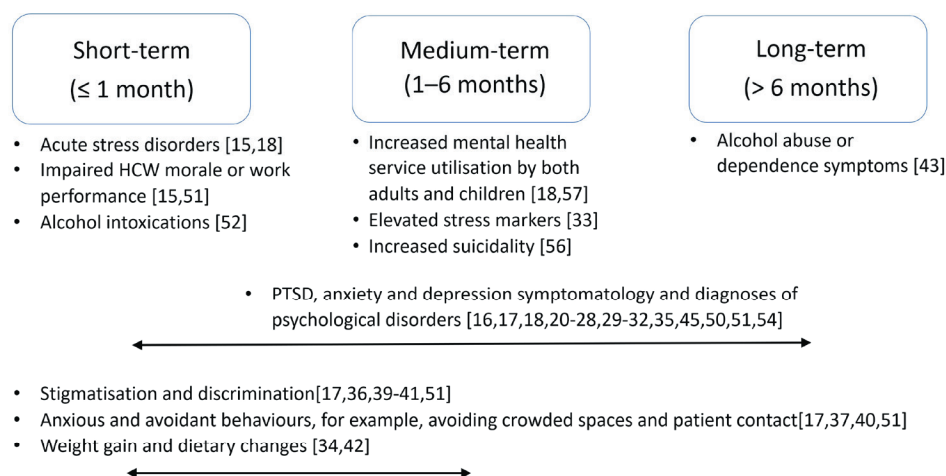 Short-term
(≤ 1 month)
Medium-term
(1–6 months)
Long-term
(> 6 months)
• Acute stress disorders [15,18]
• Impaired HCW morale or work
performance [15,51]
• Alcohol intoxications [52]
• Increased mental health
service utilisation by both
adults and children [18,57]
• Elevated stress markers [33]
• Increased suicidality [56]
• Alcohol abuse or
dependence symptoms [43]
• PTSD, anxiety and depression symptomatology and diagnoses of
psychological disorders [16,17,18,20-28,29-32,35,45,50,51,54]
• Stigmatisation and discrimination[17,36,39-41,51]
• Anxious and avoidant behaviours, for example, avoiding crowded spaces and patient contact[17,37,40,51]
• Weight gain and dietary changes [34,42]